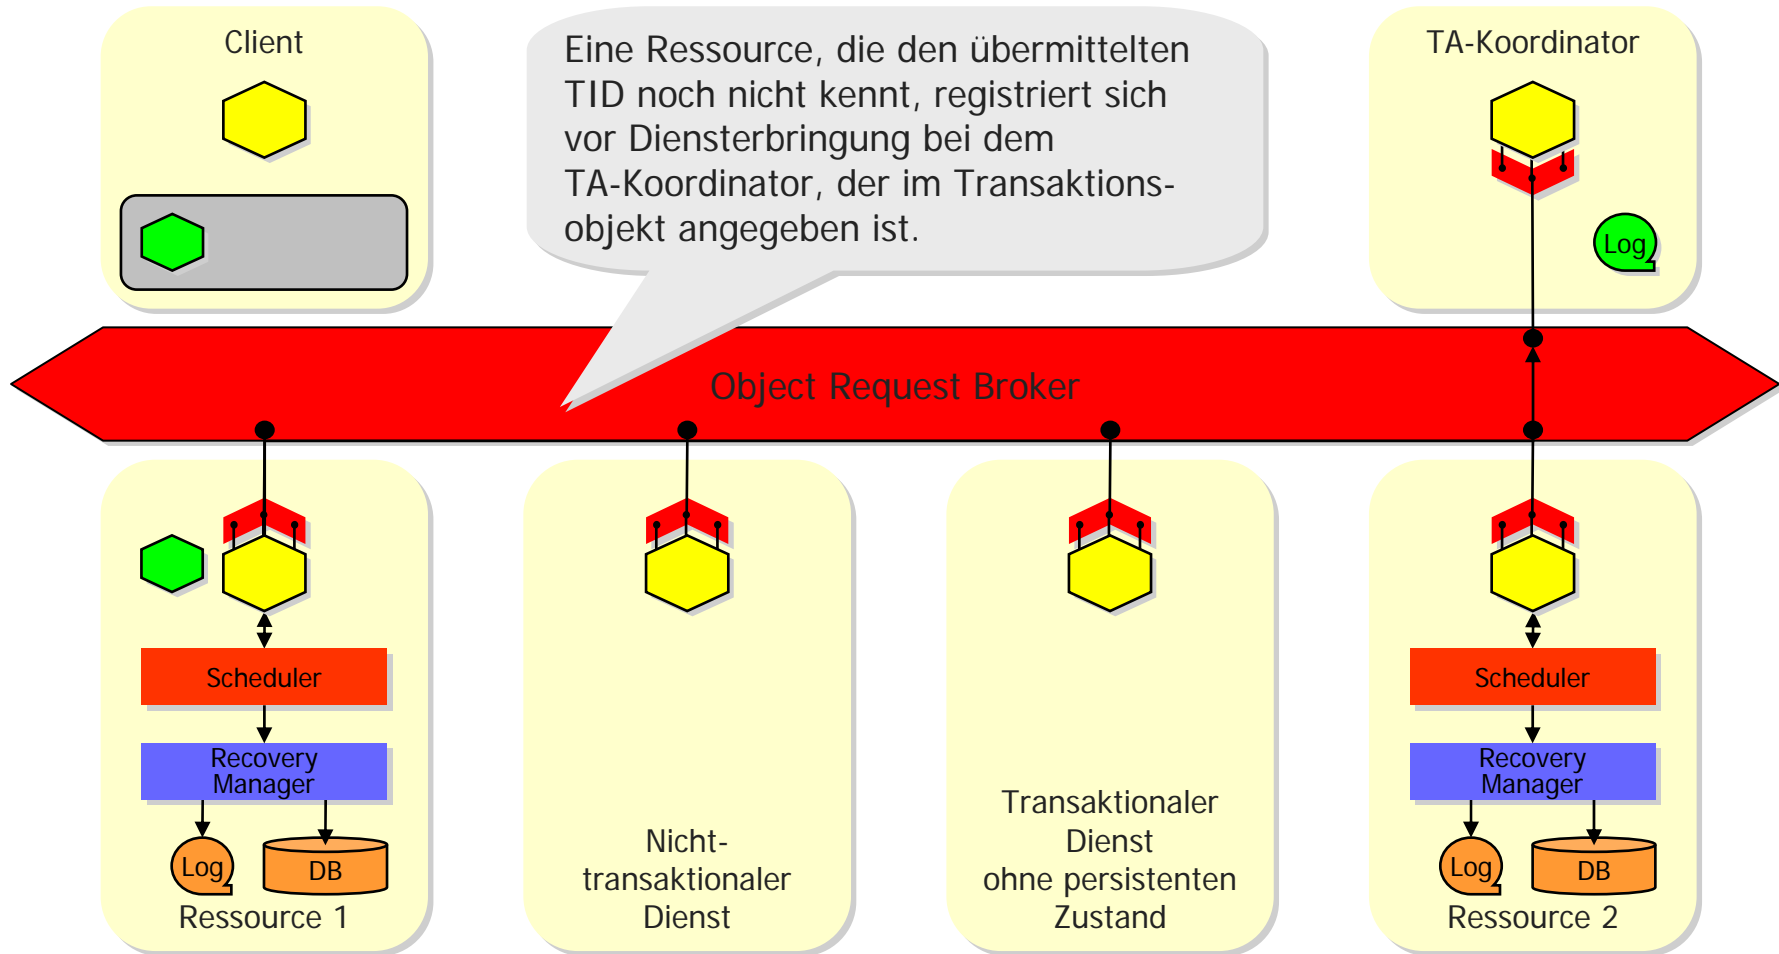 Client
Eine Ressource, die den übermittelten
TID noch nicht kennt, registriert sich
vor Diensterbringung bei dem
TA-Koordinator, der im Transaktions-
objekt angegeben ist.
TA-Koordinator
Log
Object Request Broker
Scheduler
Recovery
Manager
Log
DB
Ressource 1
Nicht-
transaktionaler
Dienst
Transaktionaler
Dienst
ohne persistenten
Zustand
Scheduler
Recovery
Manager
Log
DB
Ressource 2